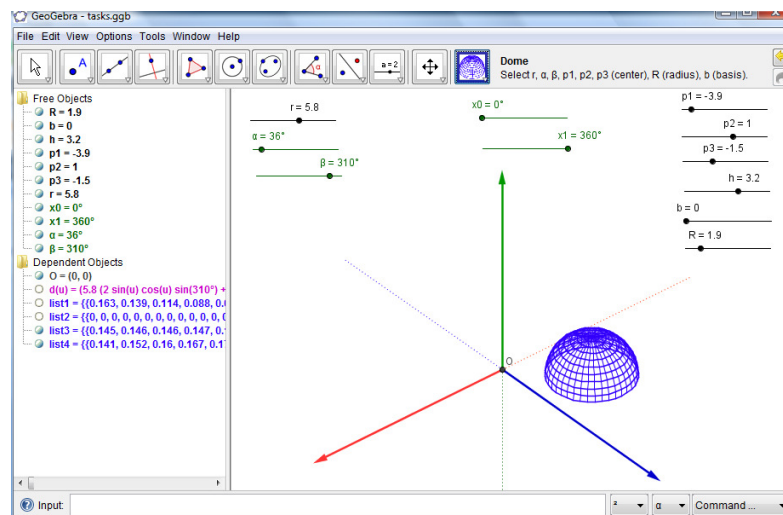 GeoGebra - tasks.ggb
File Edit View Options Tools Window Help
A
α
a = 2
Dome
Select r, α, β, p1, p2, p3 (center), R (radius), b (basis).
Free Objects
R = 1.9
b = 0
h = 3.2
p1 = -3.9
p2 = 1
p3 = -1.5
r = 5.8
x0 = 0°
x1 = 360°
α = 36°
β = 310°
Dependent Objects
O = (0, 0)
d(u) = (5.8 (2 sin(u) cos(u) sin(310°) +
list1 = {{0.163, 0.139, 0.114, 0.088, 0.0
list2 = {{0, 0, 0, 0, 0, 0, 0, 0, 0, 0, 0, 0,
list3 = {{0.145, 0.146, 0.146, 0.147, 0.1
list4 = {{0.141, 0.152, 0.16, 0.167, 0.17
r = 5.8
α = 36°
β = 310°
x0 = 0°
x1 = 360°
p1 = -3.9
p2 = 1
p3 = -1.5
h = 3.2
b = 0
R = 1.9
O
Input:
²
α
Command ...